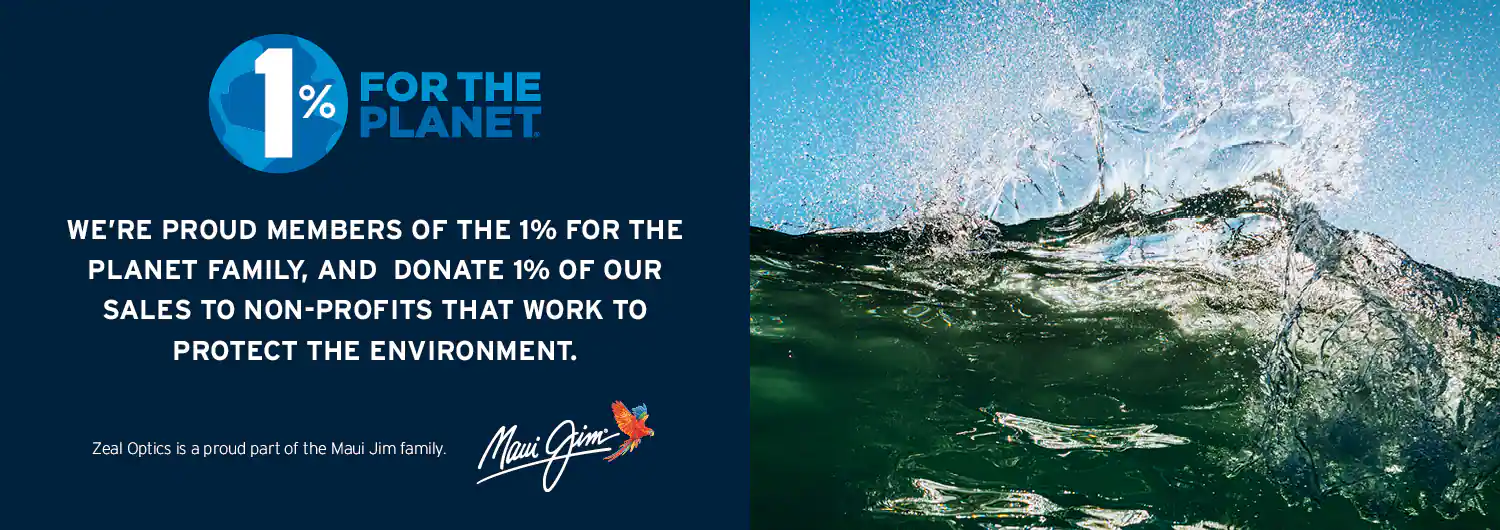 1%
FOR THE
PLANET®
WE'RE PROUD MEMBERS OF THE 1% FOR THE
PLANET FAMILY, AND DONATE 1% OF OUR
SALES TO NON-PROFITS THAT WORK TO
PROTECT THE ENVIRONMENT.
Zeal Optics is a proud part of the Maui Jim family.
Maui Jim®